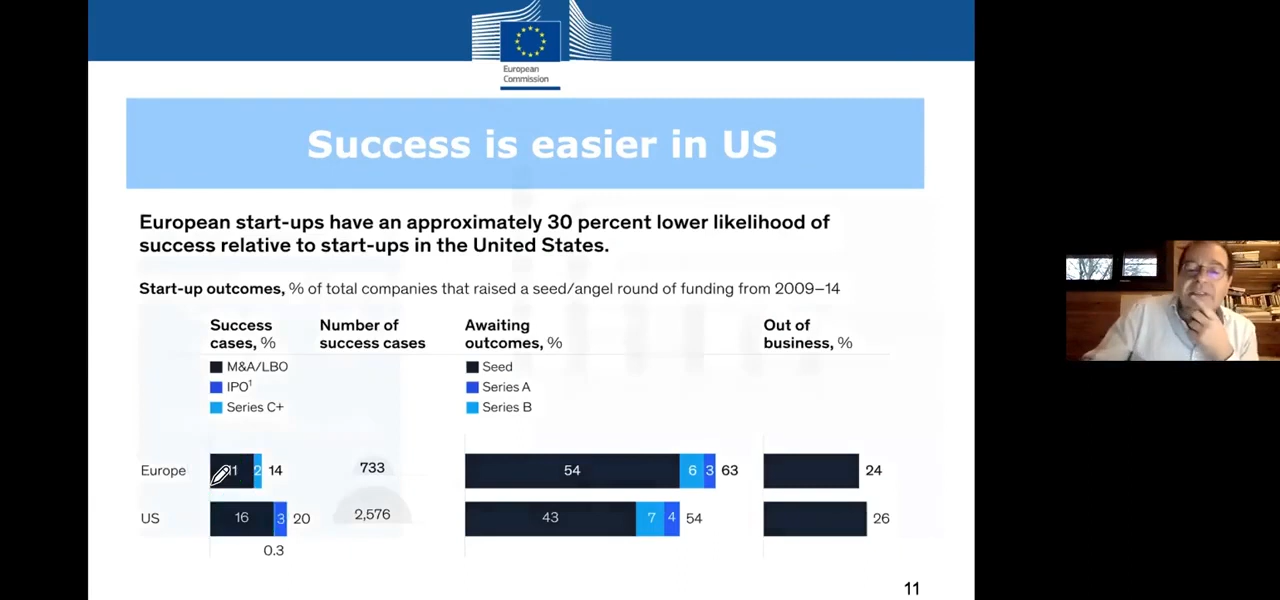 European
Commission
Success is easier in US
European start-ups have an approximately 30 percent lower likelihood of
success relative to start-ups in the United States.
Start-up outcomes, % of total companies that raised a seed/angel round of funding from 2009–14
Success
cases, %
Number of
success cases
Awaiting
outcomes, %
Out of
business, %
M&A/LBO
IPO¹
Series C+
Seed
Series A
Series B
Europe 2 14 733 54 6 3 63 24
US 16 3 20 2,576 43 7 4 54 26
0.3
11